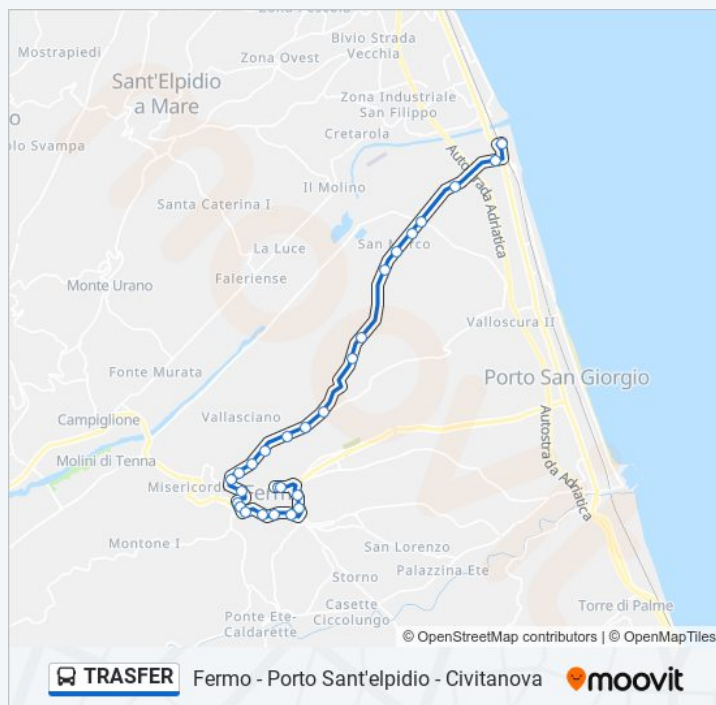 Mostrapiedi
Zona Ovest
Bivio Strada
Vecchia
Sant'Elpidio
a Mare
Zona Industriale
San Filippo
Cretarola
Il Molino
Santa Caterina I
La Luce
San Marco
Faleriense
Monte Urano
Autostrada Adriatica
Valloscura II
Fonte Murata
Porto San Giorgio
Vallasciano
Campiglione
Molini di Tenna
Fermo
Autostrada Adriatica
Montone I
San Lorenzo
Palazzina Ete
Storno
Casette
Ciccolungo
Ponte Ete-
Caldarette
Torre di Palme
© OpenStreetMap contributors | © OpenMapTiles
TRASFER
Fermo - Porto Sant'elpidio - Civitanova
moovit